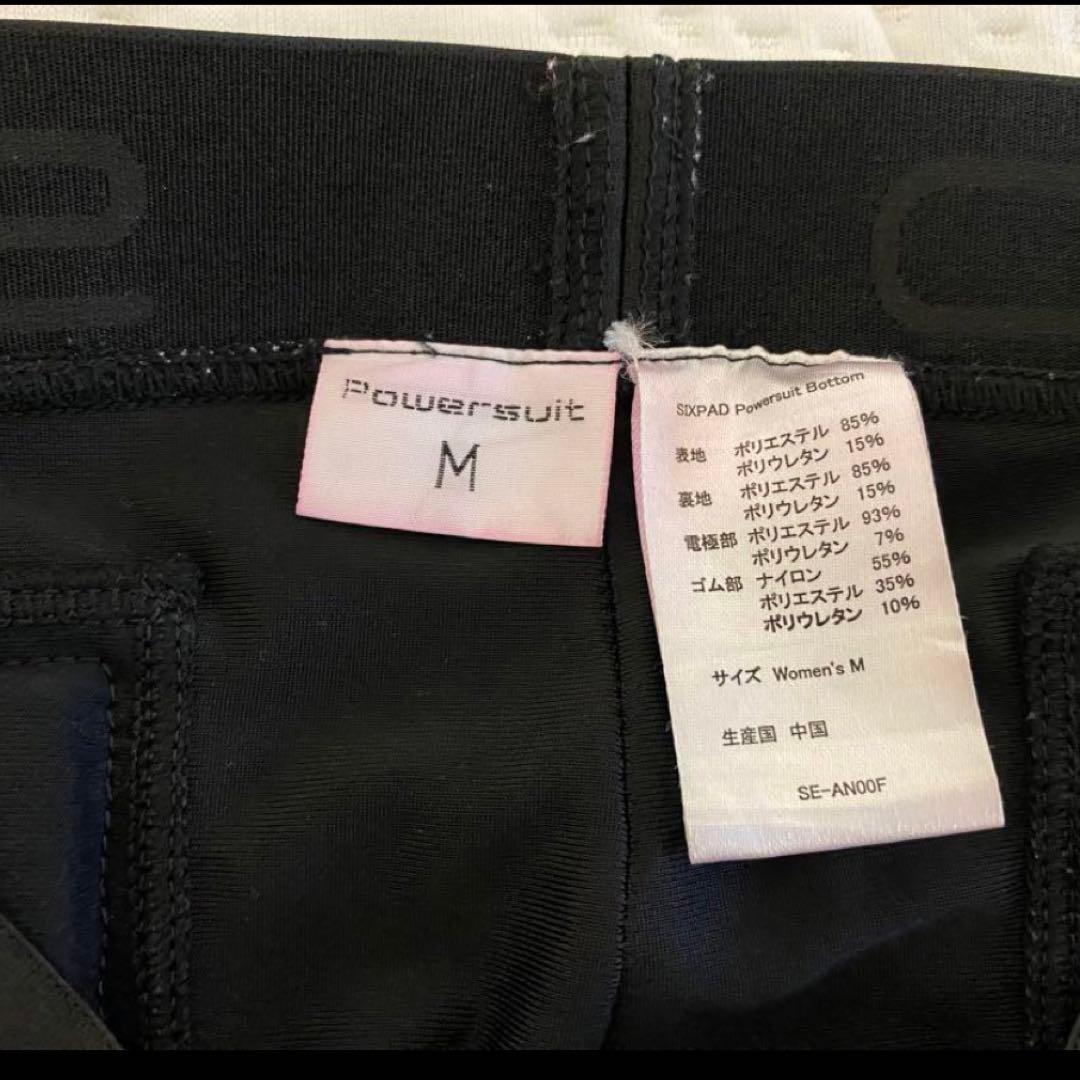 Powersuit
M
SIXPAD Powersuit Bottom
表地 ポリエステル 85%
ポリウレタン 15%
裏地 ポリエステル 85%
ポリウレタン 15%
電極部 ポリエステル 93%
ポリウレタン 7%
ゴム部 ナイロン 55%
ポリエステル 35%
ポリウレタン 10%
サイズ Women's M
生産国 中国
SE-AN00F